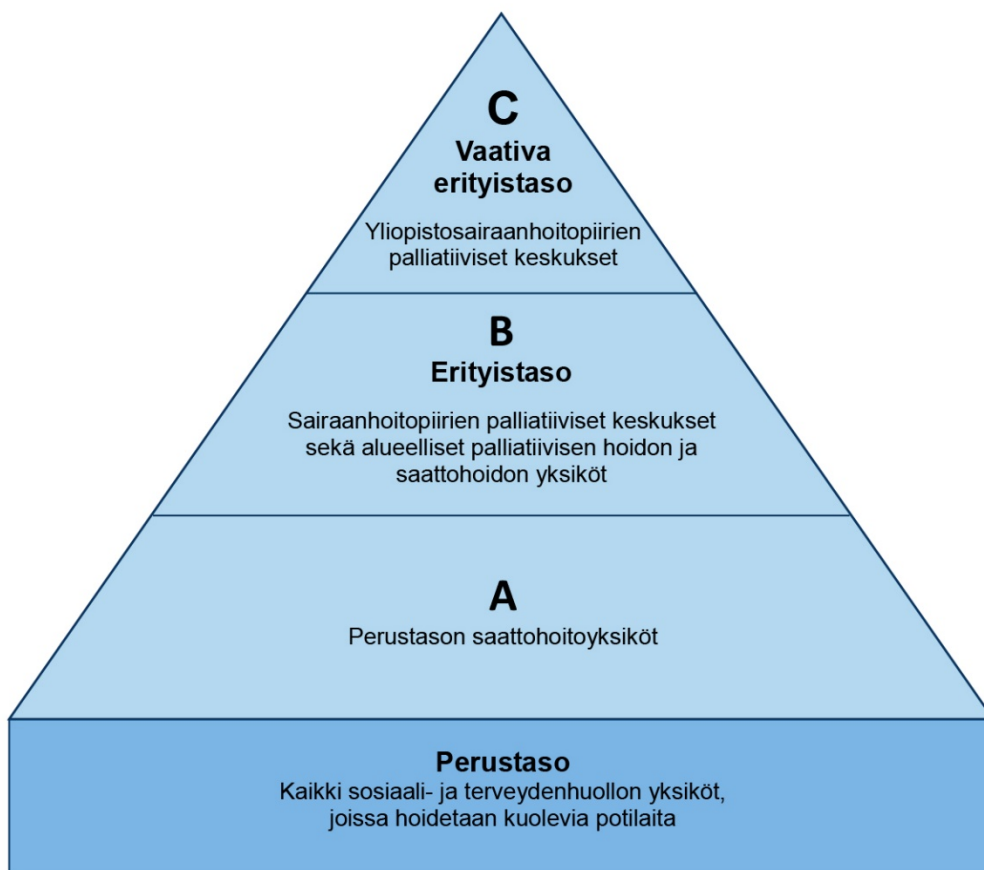 C
Vaativa
erityistaso
Yliopistosairaanhoitopiirien
palliatiiviset keskukset
B
Erityistaso
Sairaanhoitopiirien palliatiiviset keskukset
sekä alueelliset palliatiivisen hoidon ja
saattohoidon yksiköt
A
Perustason saattohoitoyksiköt
Perustaso
Kaikki sosiaali- ja terveydenhuollon yksiköt,
joissa hoidetaan kuolevia potilaita